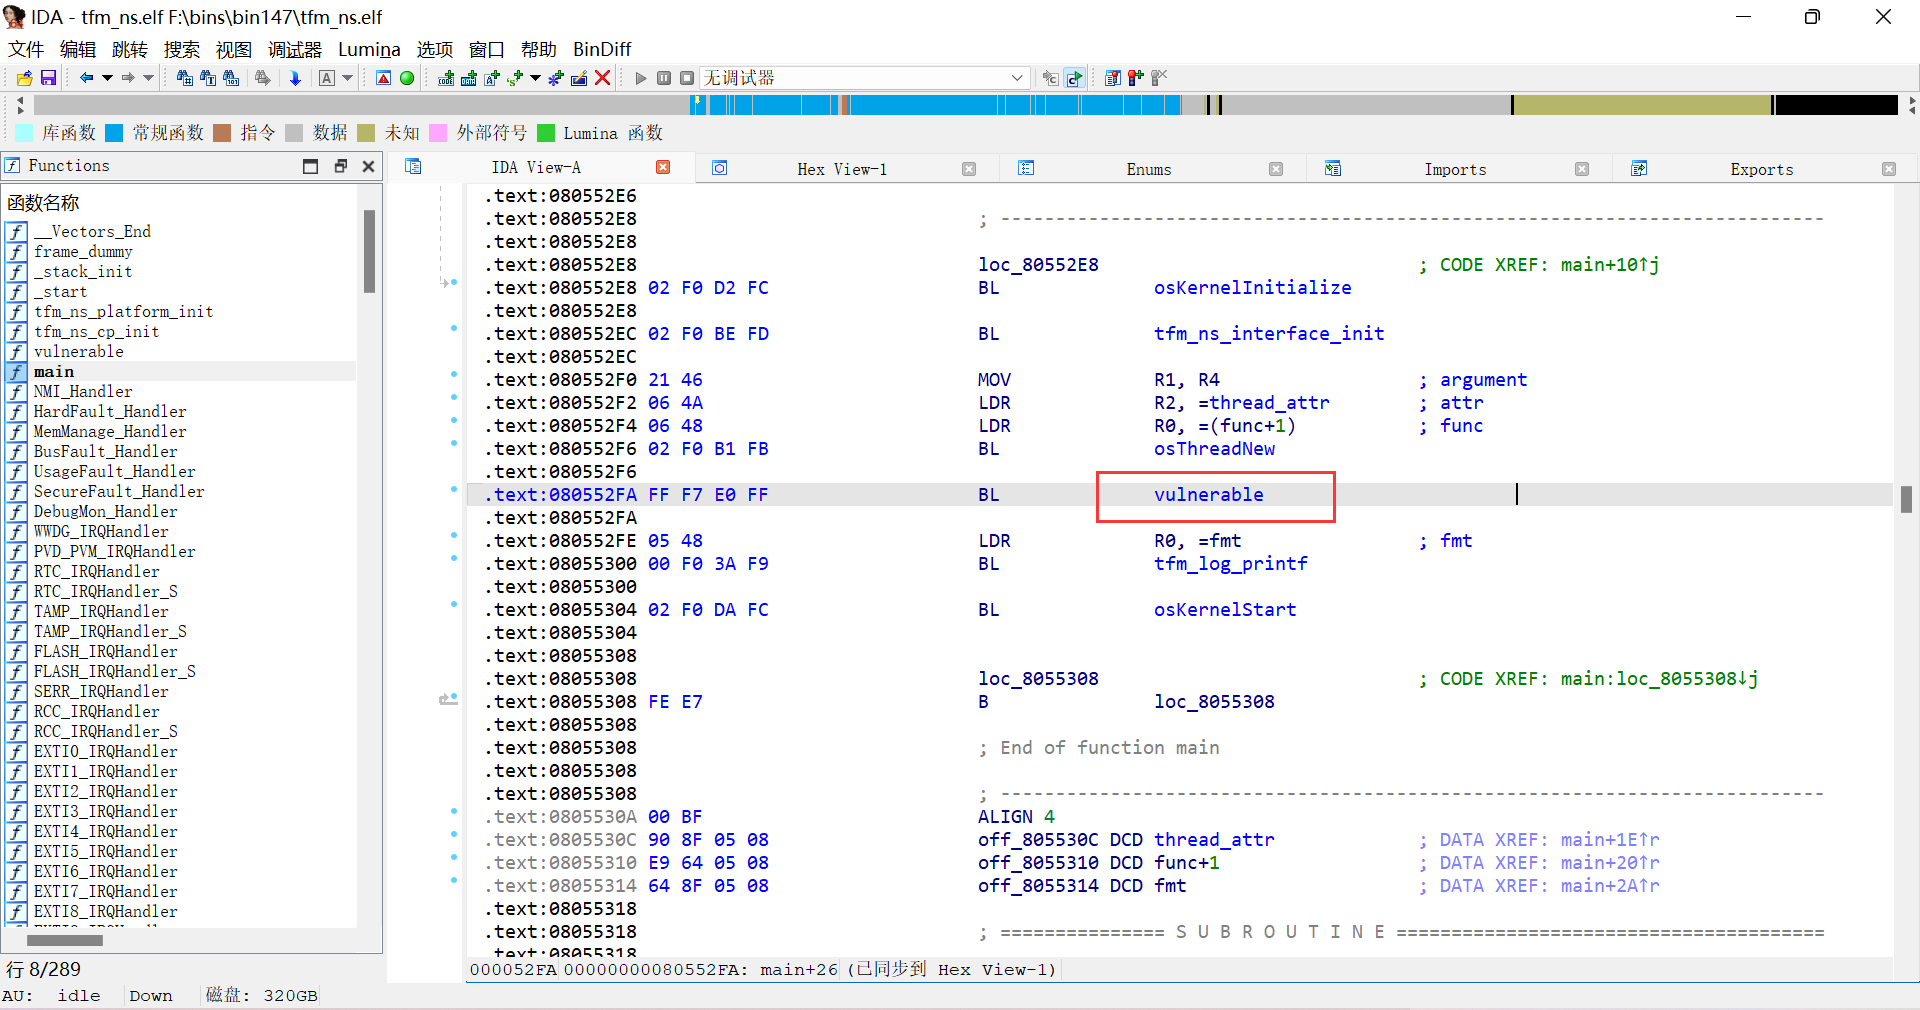 IDA - tfm_ns.elf F:\bins\bin147\tfm_ns.elf
文件 编辑 跳转 搜索 视图 调试器 Lumina 选项 窗口 帮助 BinDiff
无调试器
库函数 常规函数 指令 数据 未知 外部符号 Lumina 函数
Functions
函数名称
__Vectors_End
frame_dummy
_stack_init
_start
tfm_ns_platform_init
tfm_ns_cp_init
vulnerable
main
NMI_Handler
HardFault_Handler
MemManage_Handler
BusFault_Handler
UsageFault_Handler
SecureFault_Handler
DebugMon_Handler
WWDG_IRQHandler
PVD_PVM_IRQHandler
RTC_IRQHandler
RTC_IRQHandler_S
TAMP_IRQHandler
TAMP_IRQHandler_S
FLASH_IRQHandler
FLASH_IRQHandler_S
SERR_IRQHandler
RCC_IRQHandler
RCC_IRQHandler_S
EXTI0_IRQHandler
EXTI1_IRQHandler
EXTI2_IRQHandler
EXTI3_IRQHandler
EXTI4_IRQHandler
EXTI5_IRQHandler
EXTI6_IRQHandler
EXTI7_IRQHandler
EXTI8_IRQHandler
行 8/289
IDA View-A Hex View-1 Enums Imports Exports
.text:080552E6
.text:080552E8 ; ---------------------------------------------------------------------------
.text:080552E8
.text:080552E8 loc_80552E8 ; CODE XREF: main+10↑j
.text:080552E8 02 F0 D2 FC BL osKernelInitialize
.text:080552E8
.text:080552EC 02 F0 BE FD BL tfm_ns_interface_init
.text:080552EC
.text:080552F0 21 46 MOV R1, R4 ; argument
.text:080552F2 06 4A LDR R2, =thread_attr ; attr
.text:080552F4 06 48 LDR R0, =(func+1) ; func
.text:080552F6 02 F0 B1 FB BL osThreadNew
.text:080552F6
.text:080552FA FF F7 E0 FF BL vulnerable
.text:080552FA
.text:080552FE 05 48 LDR R0, =fmt ; fmt
.text:08055300 00 F0 3A F9 BL tfm_log_printf
.text:08055300
.text:08055304 02 F0 DA FC BL osKernelStart
.text:08055304
.text:08055308
.text:08055308 loc_8055308 ; CODE XREF: main:loc_8055308↓j
.text:08055308 FE E7 B loc_8055308
.text:08055308
.text:08055308 ; End of function main
.text:08055308
.text:08055308 ; ---------------------------------------------------------------------------
.text:0805530A 00 BF ALIGN 4
.text:0805530C 90 8F 05 08 off_805530C DCD thread_attr ; DATA XREF: main+1E↑r
.text:08055310 E9 64 05 08 off_8055310 DCD func+1 ; DATA XREF: main+20↑r
.text:08055314 64 8F 05 08 off_8055314 DCD fmt ; DATA XREF: main+2A↑r
.text:08055318
.text:08055318 ; =============== S U B R O U T I N E =======================================
.text:08055318
000052FA 00000000080552FA: main+26 (已同步到 Hex View-1)
AU: idle Down 磁盘: 320GB